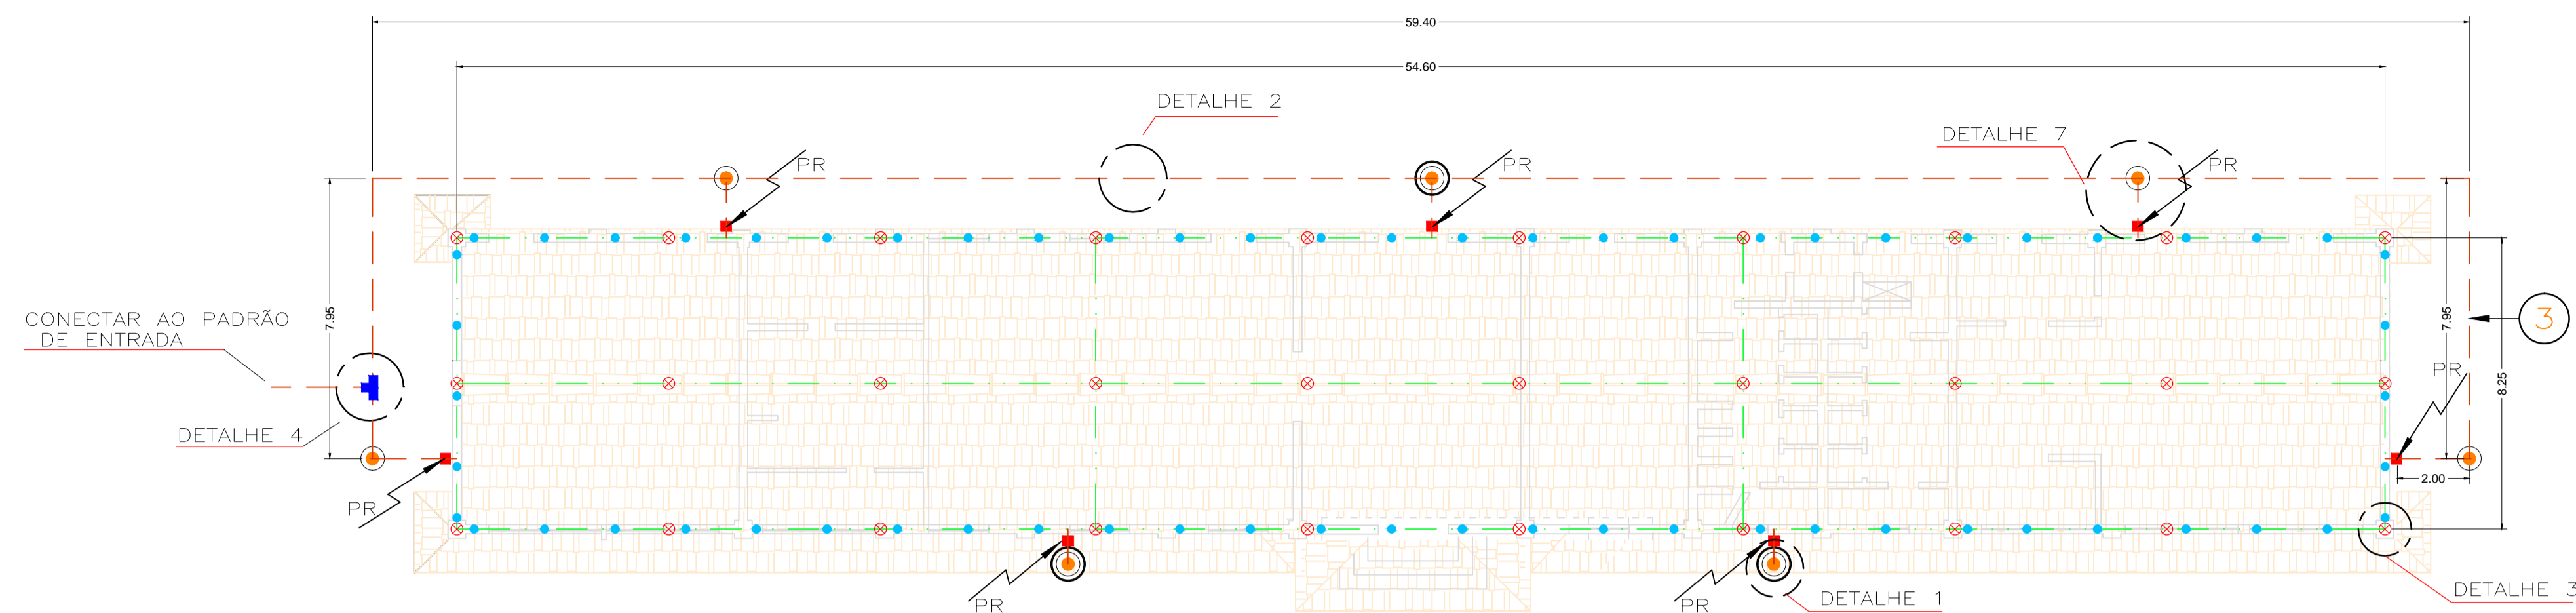 59.40
54.60
DETALHE 2
DETALHE 7
PR
PR
PR
7.95
CONECTAR AO PADRÃO
DE ENTRADA
7.95
3
8.25
PR
DETALHE 4
2.00
PR
PR
PR
DETALHE 1
DETALHE 3